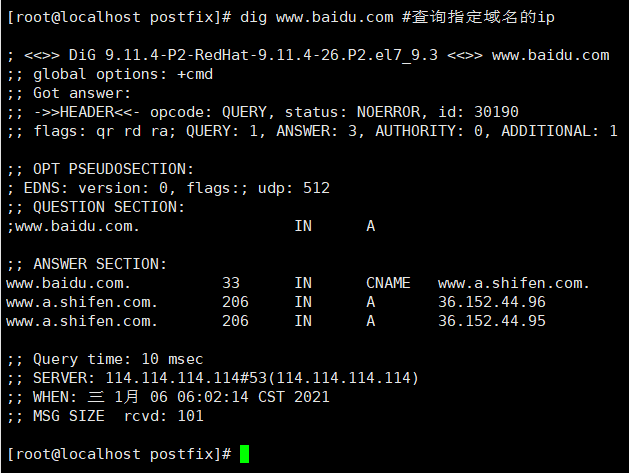 [root@localhost postfix]# dig www.baidu.com #查询指定域名的ip
; <<>> DiG 9.11.4-P2-RedHat-9.11.4-26.P2.el7_9.3 <<>> www.baidu.com
;; global options: +cmd
;; Got answer:
;; ->>HEADER<<- opcode: QUERY, status: NOERROR, id: 30190
;; flags: qr rd ra; QUERY: 1, ANSWER: 3, AUTHORITY: 0, ADDITIONAL: 1
;; OPT PSEUDOSECTION:
; EDNS: version: 0, flags:; udp: 512
;; QUESTION SECTION:
;www.baidu.com. IN A
;; ANSWER SECTION:
www.baidu.com. 33 IN CNAME www.a.shifen.com.
www.a.shifen.com. 206 IN A 36.152.44.96
www.a.shifen.com. 206 IN A 36.152.44.95
;; Query time: 10 msec
;; SERVER: 114.114.114.114#53(114.114.114.114)
;; WHEN: 三 1月 06 06:02:14 CST 2021
;; MSG SIZE rcvd: 101
[root@localhost postfix]#